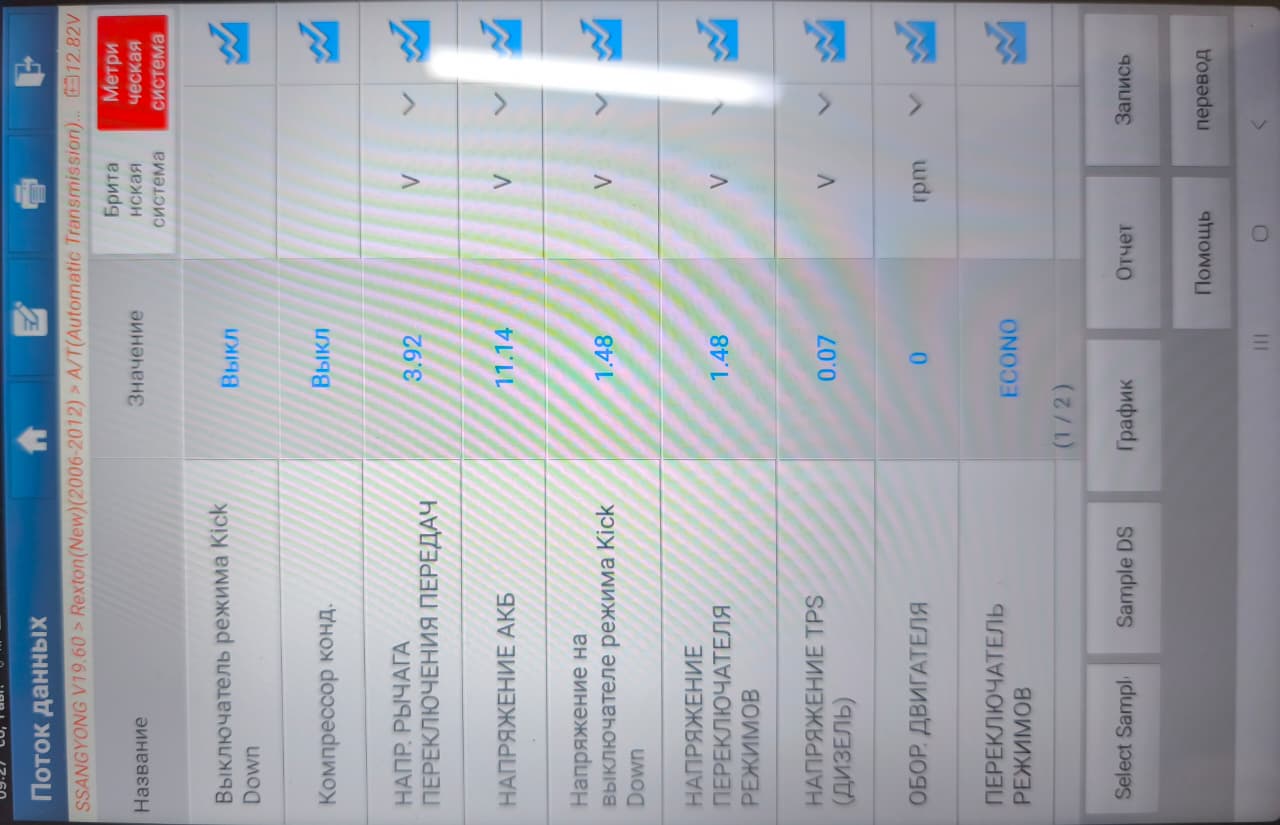 Поток данных
SSANGYONG V19.60 > Rexton(New)(2006-2012) > A/T(Automatic Transmission)... 12.82V
Название
Значение
Брита
нская
система
Метри
ческая
система
Выключатель режима Kick
Down
Выкл
Компрессор конд.
Выкл
НАПР. РЫЧАГА
ПЕРЕКЛЮЧЕНИЯ ПЕРЕДАЧ
3.92
V
НАПРЯЖЕНИЕ АКБ
11.14
V
Напряжение на
выключателе режима Kick
Down
1.48
V
НАПРЯЖЕНИЕ
ПЕРЕКЛЮЧАТЕЛЯ
РЕЖИМОВ
1.48
V
НАПРЯЖЕНИЕ TPS
(ДИЗЕЛЬ)
0.07
V
ОБОР. ДВИГАТЕЛЯ
0
rpm
ПЕРЕКЛЮЧАТЕЛЬ
РЕЖИМОВ
ECONO
(1 / 2)
Select Sampl
Sample DS
График
Отчет
Запись
Помощь
перевод